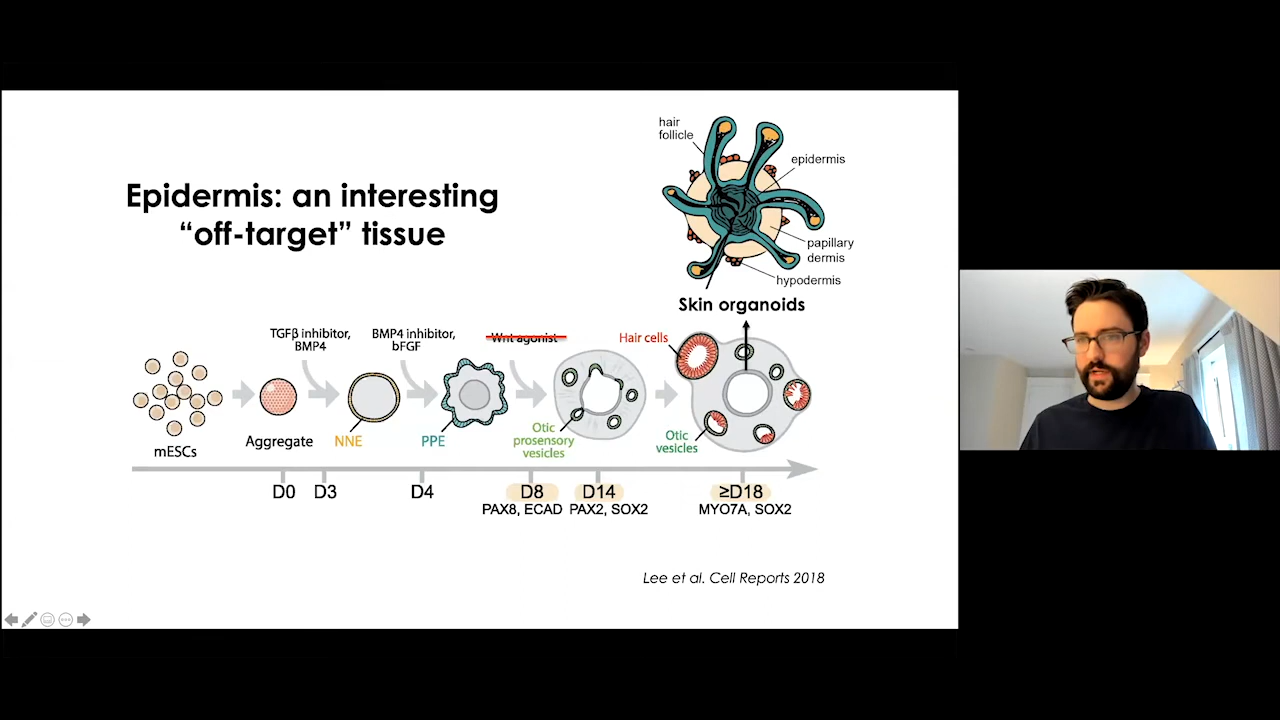 hair
follicle
epidermis
papillary
dermis
hypodermis
Epidermis: an interesting
“off-target” tissue
Skin organoids
TGFβ inhibitor,
BMP4
BMP4 inhibitor,
bFGF
Wnt agonist
Hair cells
mESCs
Aggregate
NNE
PPE
Otic
prosensory
vesicles
Otic
vesicles
D0 D3 D4 D8 D14 ≥D18
PAX8, ECAD PAX2, SOX2 MYO7A, SOX2
Lee et al. Cell Reports 2018